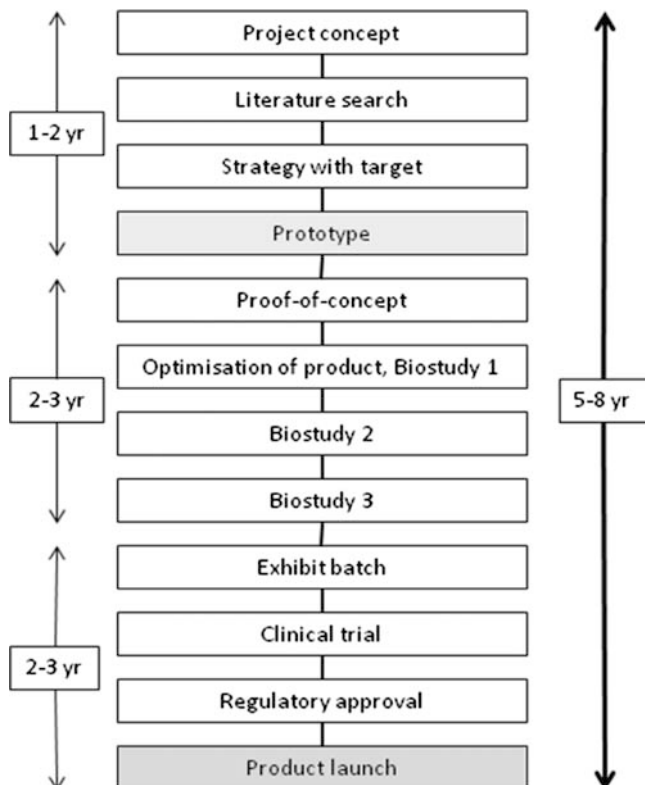 Project concept
Literature search
1-2 yr
Strategy with target
Prototype
Proof-of-concept
Optimisation of product, Biostudy 1
2-3 yr
5-8 yr
Biostudy 2
Biostudy 3
Exhibit batch
Clinical trial
2-3 yr
Regulatory approval
Product launch